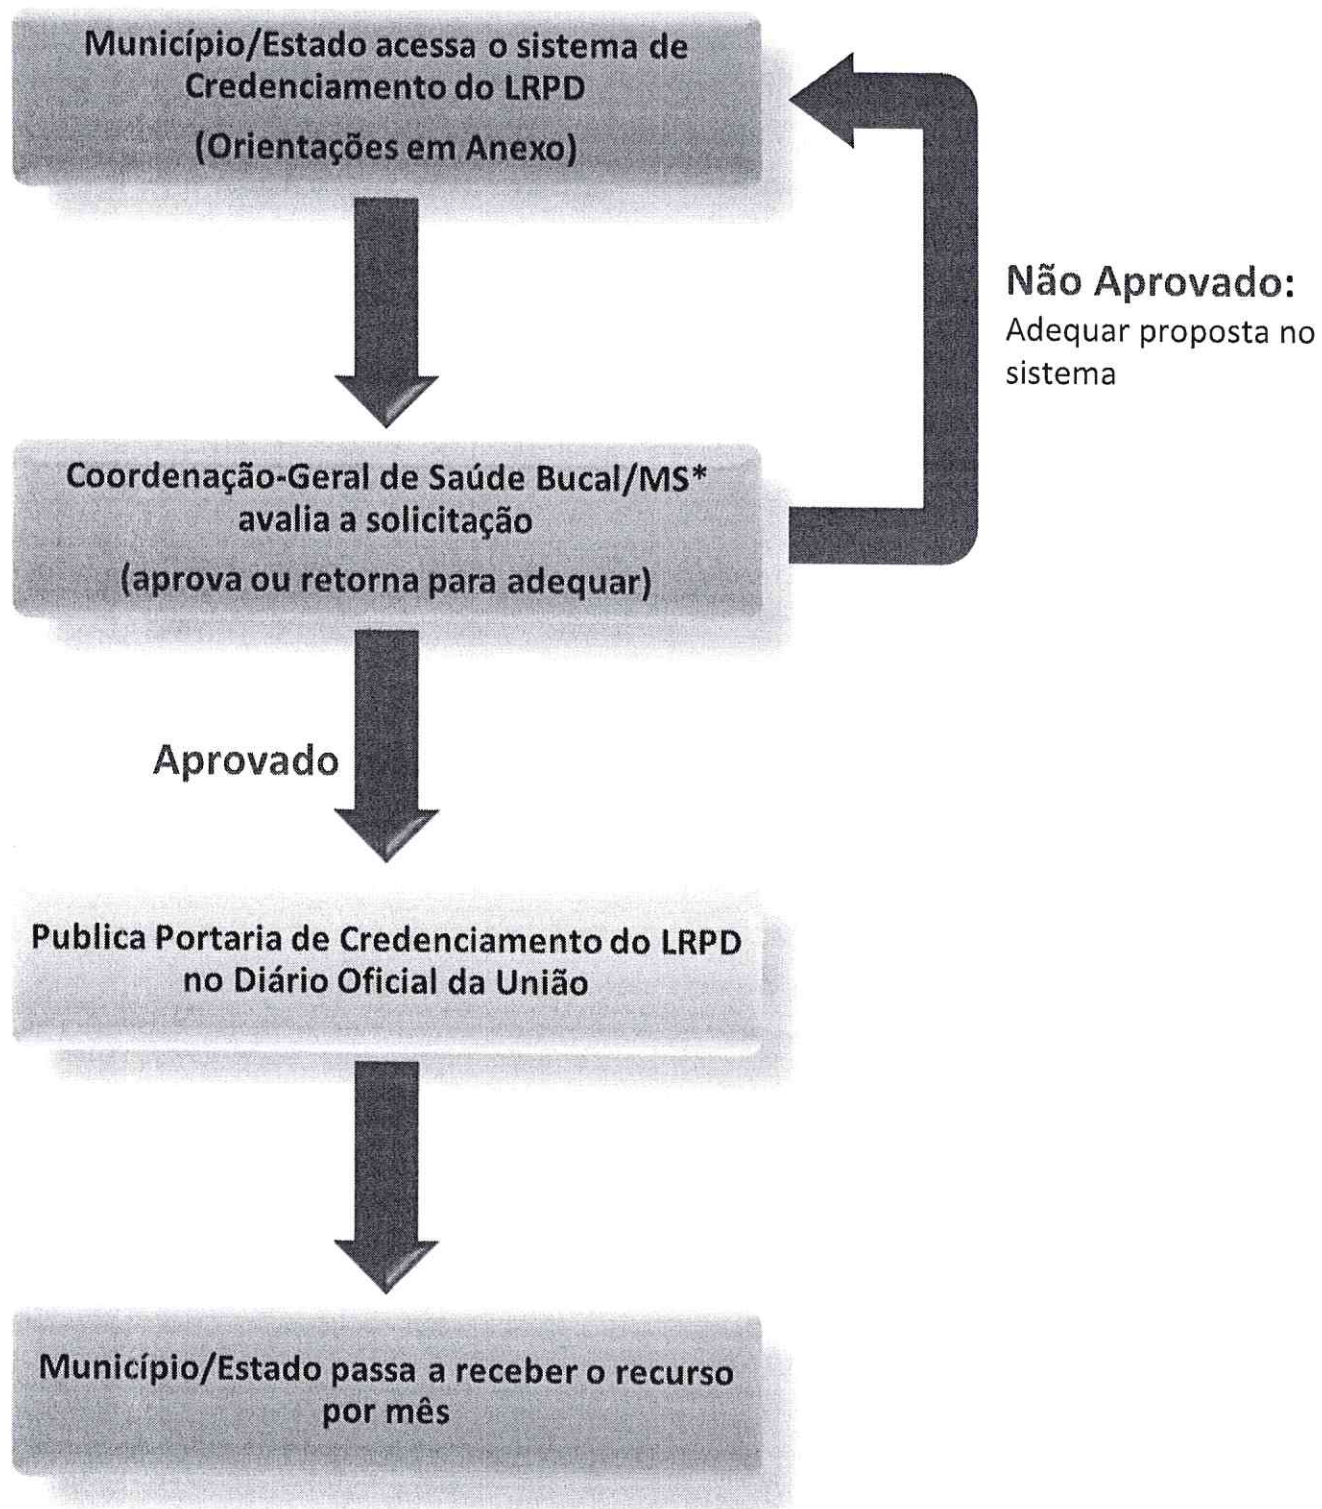 Município/Estado acessa o sistema de
Credenciamento do LRPD
(Orientações em Anexo)
Não Aprovado:
Adequar proposta no
sistema
Coordenação-Geral de Saúde Bucal/MS*
avalia a solicitação
(aprova ou retorna para adequar)
Aprovado
Publica Portaria de Credenciamento do LRPD
no Diário Oficial da União
Município/Estado passa a receber o recurso
por mês